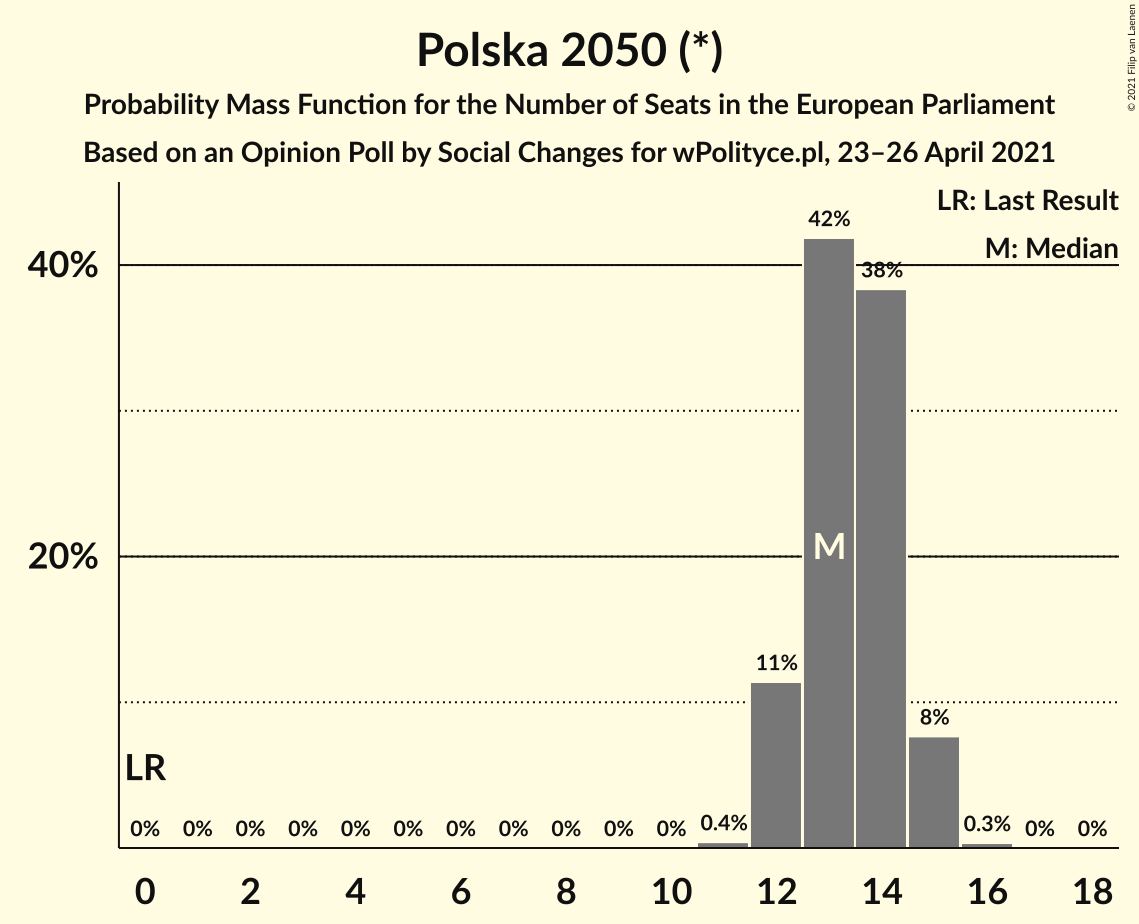 Polska 2050 (*)
Probability Mass Function for the Number of Seats in the European Parliament
Based on an Opinion Poll by Social Changes for wPolityce.pl, 23–26 April 2021
© 2021 Filip van Laenen
LR: Last Result
M: Median
40%
20%
42%
38%
M
11%
8%
LR
0% 0% 0% 0% 0% 0% 0% 0% 0% 0% 0% 0.4% 0.3% 0% 0%
0 2 4 6 8 10 12 14 16 18